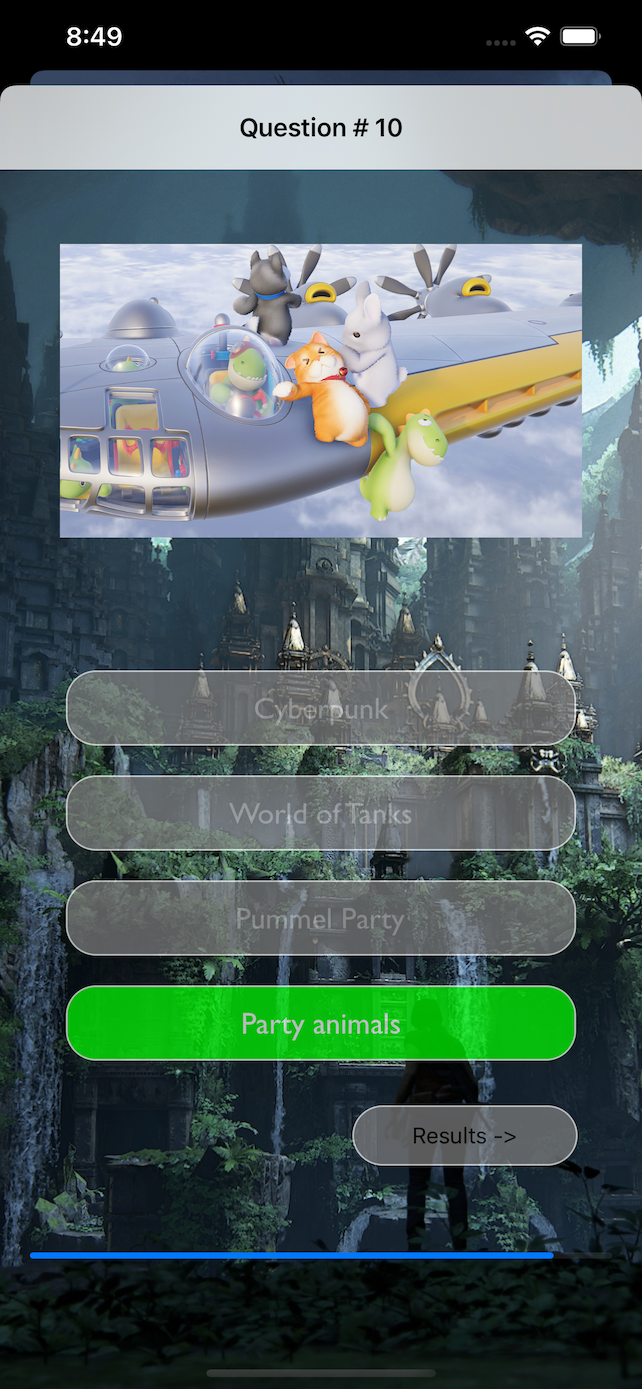 8:49
Question # 10
Cyberpunk
World of Tanks
Pummel Party
Party animals
Results ->